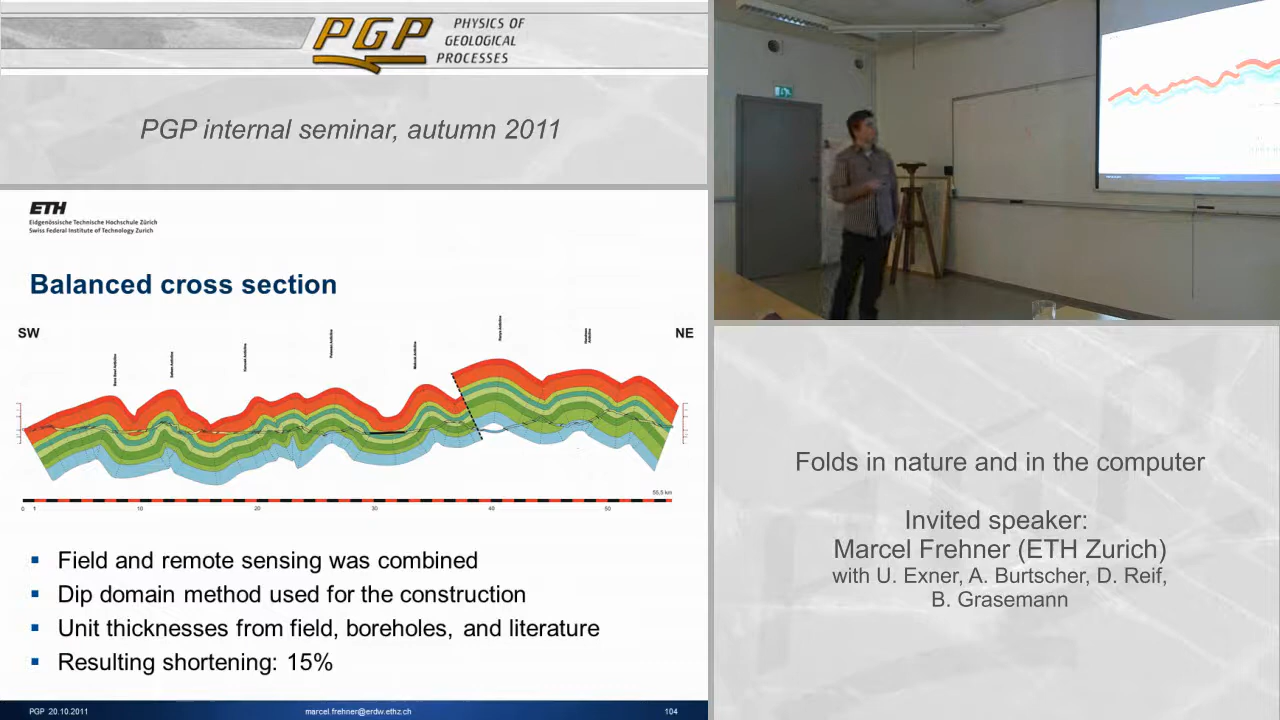 PGP
PHYSICS OF
GEOLOGICAL
PROCESSES
PGP internal seminar, autumn 2011
ETH
Eidgenössische Technische Hochschule Zürich
Swiss Federal Institute of Technology Zurich
Balanced cross section
SW
NE
55,5 km
0 1 10 20 30 40 50
Field and remote sensing was combined
Dip domain method used for the construction
Unit thicknesses from field, boreholes, and literature
Resulting shortening: 15%
PGP 20.10.2011
marcel.frehner@erdw.ethz.ch
104
Folds in nature and in the computer
Invited speaker:
Marcel Frehner (ETH Zurich)
with U. Exner, A. Burtscher, D. Reif,
B. Grasemann